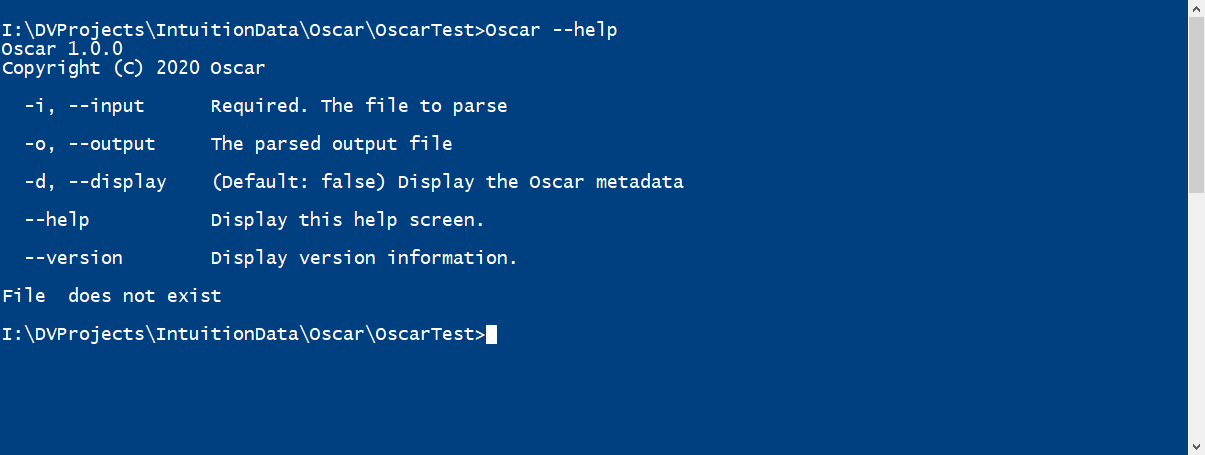 I:\DVProjects\IntuitionData\Oscar\OscarTest>Oscar --help
Oscar 1.0.0
Copyright (C) 2020 Oscar
-i, --input      Required. The file to parse
-o, --output     The parsed output file
-d, --display    (Default: false) Display the Oscar metadata
--help           Display this help screen.
--version        Display version information.
File  does not exist
I:\DVProjects\IntuitionData\Oscar\OscarTest>